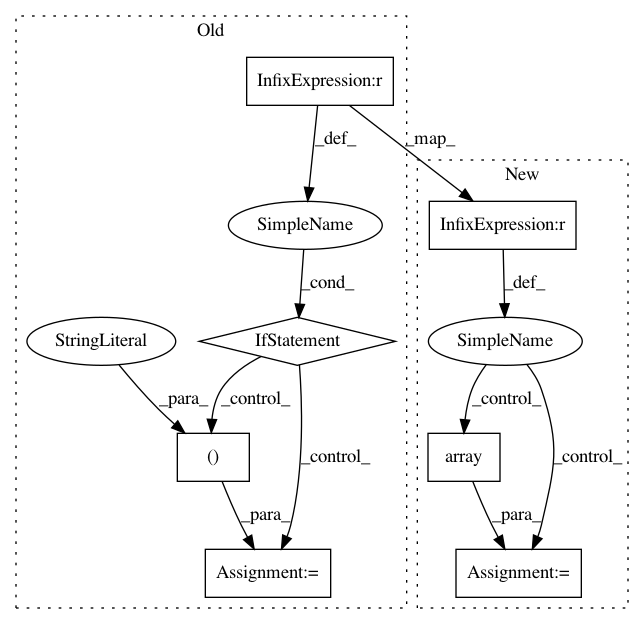 Old
InfixExpression:r
_def_
_map_
New
SimpleName
InfixExpression:r
_cond_
_def_
StringLiteral
IfStatement
SimpleName
_para_
_control_
_control_
_control_
_control_
()
array
_para_
_para_
Assignment:=
Assignment:=